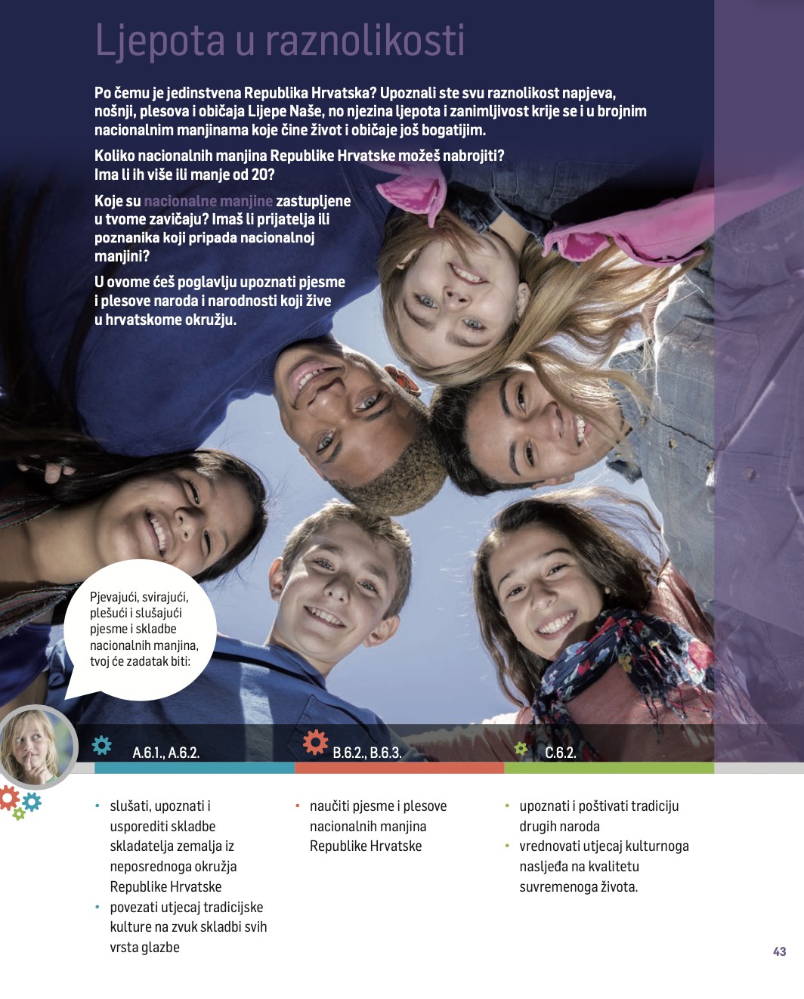 Ljepota u raznolikosti
Po čemu je jedinstvena Republika Hrvatska? Upoznali ste svu raznolikost napjeva,
nošnji, plesova i običaja Lijepe Naše, no njezina ljepota i zanimljivost krije se i u brojnim
nacionalnim manjinama koje čine život i običaje još bogatijim.
Koliko nacionalnih manjina Republike Hrvatske možeš nabrojiti?
Ima li ih više ili manje od 20?
Koje su nacionalne manjine zastupljene
u tvome zavičaju? Imaš li prijatelja ili
poznanika koji pripada nacionalnoj
manjini?
U ovome ćeš poglavlju upoznati pjesme
i plesove naroda i narodnosti koji žive
u hrvatskome okružju.
Pjevajući, svirajući,
plešući i slušajući
pjesme i skladbe
nacionalnih manjina,
tvoj će zadatak biti:
A.6.1., A.6.2.
• slušati, upoznati i
usporediti skladbe
skladatelja zemalja iz
neposrednoga okružja
Republike Hrvatske
• povezati utjecaj tradicijske
kulture na zvuk skladbi svih
vrsta glazbe
B.6.2., B.6.3.
• naučiti pjesme i plesove
nacionalnih manjina
Republike Hrvatske
C.6.2.
• upoznati i poštivati tradiciju
drugih naroda
• vrednovati utjecaj kulturnoga
nasljeđa na kvalitetu
suvremenoga života.
43